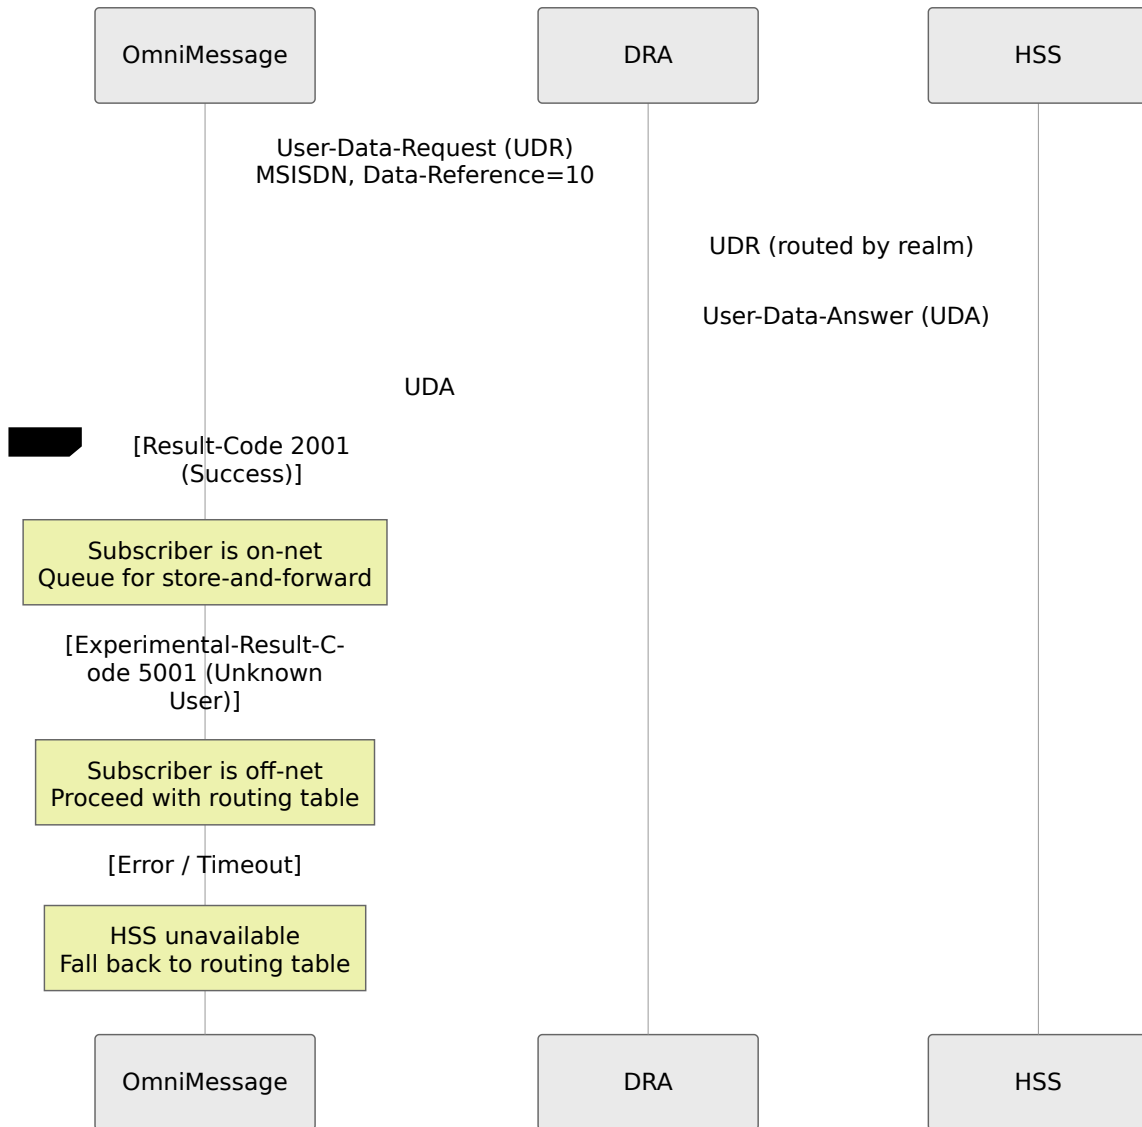 OmniMessage
DRA
HSS
User-Data-Request (UDR)
MSISDN, Data-Reference=10
UDR (routed by realm)
User-Data-Answer (UDA)
UDA
[Result-Code 2001
(Success)]
Subscriber is on-net
Queue for store-and-forward
[Experimental-Result-C-
ode 5001 (Unknown
User)]
Subscriber is off-net
Proceed with routing table
[Error / Timeout]
HSS unavailable
Fall back to routing table
OmniMessage
DRA
HSS